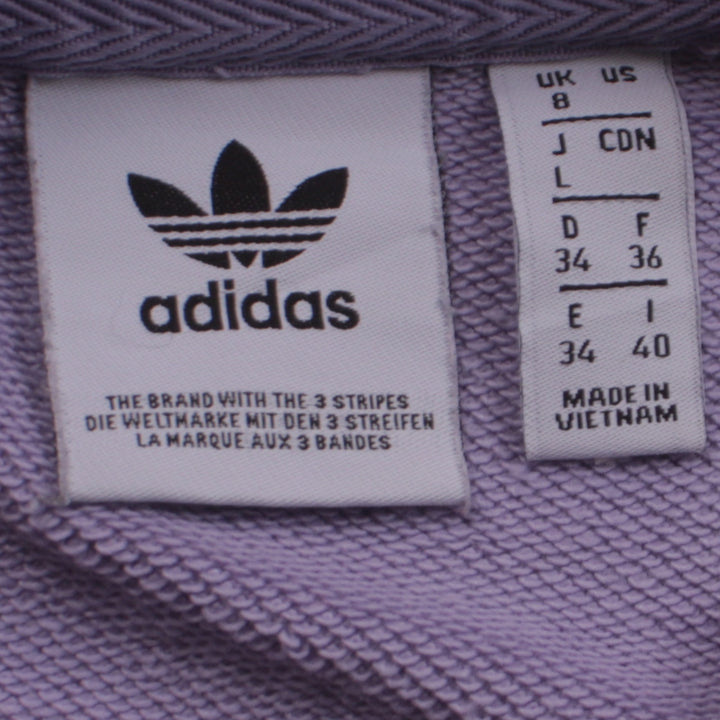 adidas
THE BRAND WITH THE 3 STRIPES
DIE WELTMARKE MIT DEN 3 STREIFEN
LA MARQUE AUX 3 BANDES
UK US
8
J CDN
L
D F
34 36
E I
34 40
MADE IN
VIETNAM